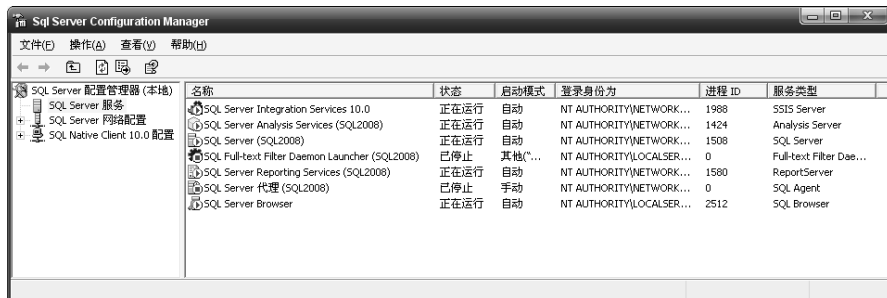 Sql Server Configuration Manager
文件(F) 操作(A) 查看(V) 帮助(H)
SQL Server 配置管理器 (本地)
SQL Server 服务
SQL Server 网络配置
SQL Native Client 10.0 配置
名称 状态 启动模式 登录身份为 进程 ID 服务类型
SQL Server Integration Services 10.0 正在运行 自动 NT AUTHORITY\NETWORK... 1988 SSIS Server
SQL Server Analysis Services (SQL2008) 正在运行 自动 NT AUTHORITY\NETWORK... 1424 Analysis Server
SQL Server (SQL2008) 正在运行 自动 NT AUTHORITY\NETWORK... 1508 SQL Server
SQL Full-text Filter Daemon Launcher (SQL2008) 已停止 其他("... NT AUTHORITY\LOCALSER... 0 Full-text Filter Dae...
SQL Server Reporting Services (SQL2008) 正在运行 自动 NT AUTHORITY\NETWORK... 1580 ReportServer
SQL Server 代理 (SQL2008) 已停止 手动 NT AUTHORITY\NETWORK... 0 SQL Agent
SQL Server Browser 正在运行 自动 NT AUTHORITY\LOCALSER... 2512 SQL Browser